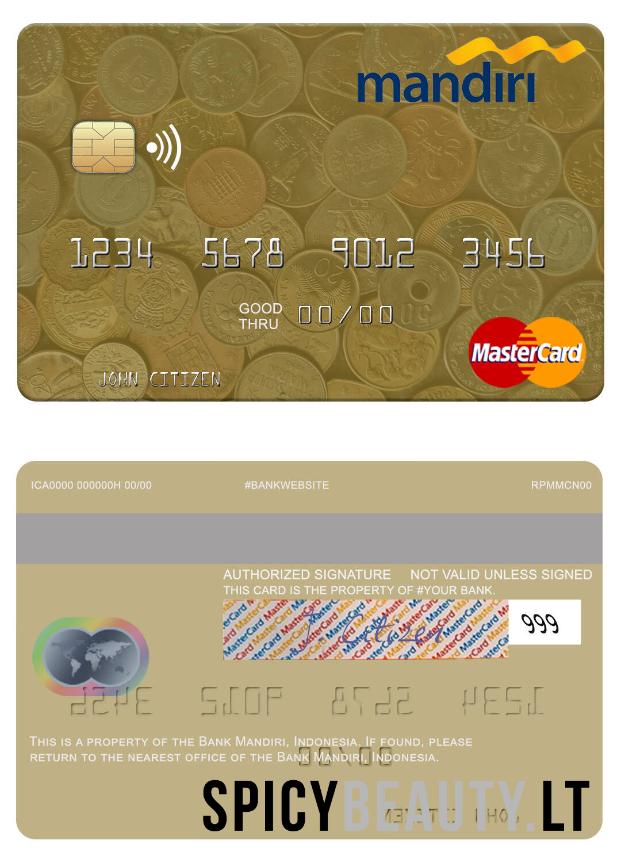 mandiri
1234 5678 9012 3456
GOOD THRU 00/00
MasterCard
JOHN CITIZEN
ICA0000 000000H 00/00 #BANKWEBSITE RPMMCN00
AUTHORIZED SIGNATURE NOT VALID UNLESS SIGNED
THIS CARD IS THE PROPERTY OF #YOUR BANK.
MasterCard
J. Citizen
999
THIS IS A PROPERTY OF THE BANK MANDIRI, INDONESIA. IF FOUND, PLEASE
RETURN TO THE NEAREST OFFICE OF THE BANK MANDIRI, INDONESIA.
SPICYBEAUTY.LT